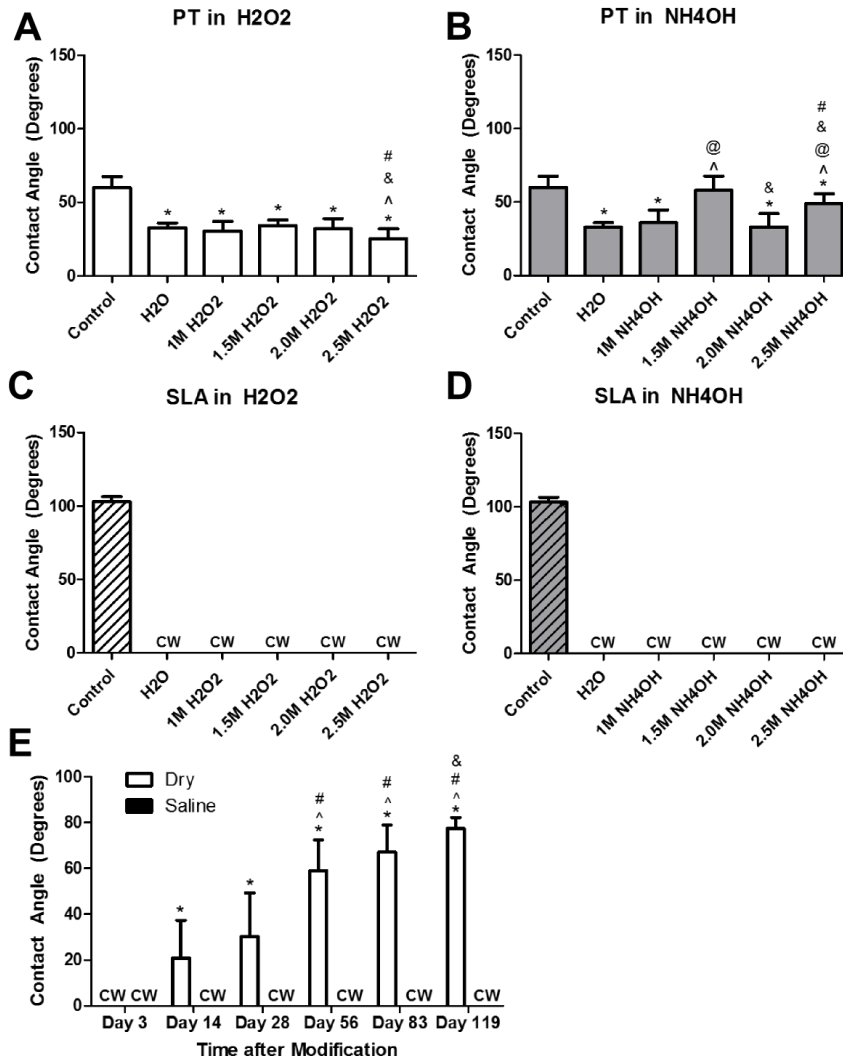 A
PT in H2O2
Contact Angle (Degrees)
150
100
50
0
*
*
*
*
#
&
^
*
Control
H2O
1M H2O2
1.5M H2O2
2.0M H2O2
2.5M H2O2
B
PT in NH4OH
Contact Angle (Degrees)
150
100
50
0
*
*
@
^
&
*
#
&
@
^
*
Control
H2O
1M NH4OH
1.5M NH4OH
2.0M NH4OH
2.5M NH4OH
C
SLA in H2O2
Contact Angle (Degrees)
150
100
50
0
CW CW CW CW CW
Control
H2O
1M H2O2
1.5M H2O2
2.0M H2O2
2.5M H2O2
D
SLA in NH4OH
Contact Angle (Degrees)
150
100
50
0
CW CW CW CW CW
Control
H2O
1M NH4OH
1.5M NH4OH
2.0M NH4OH
2.5M NH4OH
E
Contact Angle (Degrees)
100
80
60
40
20
0
Dry
Saline
*
*
#
^
*
#
^
*
&
#
^
*
CW CW CW CW CW CW CW
Day 3 Day 14 Day 28 Day 56 Day 83 Day 119
Time after Modification